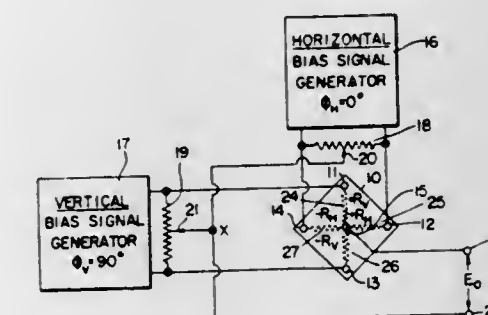 HORIZONTAL
BIAS SIGNAL
GENERATOR
ΦH=0°
16
18
20
17
19
VERTICAL
BIAS SIGNAL
GENERATOR
ΦV=90°
21
X
11
10
24
RV
15
14
RH
RH
25
12
27
RV
26
13
E0